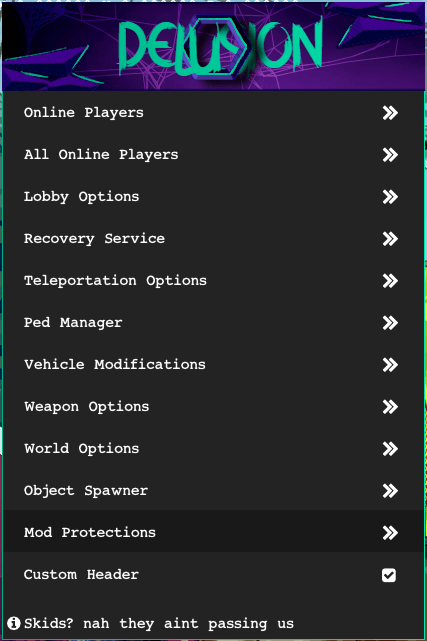 DELUSION
Online Players
All Online Players
Lobby Options
Recovery Service
Teleportation Options
Ped Manager
Vehicle Modifications
Weapon Options
World Options
Object Spawner
Mod Protections
Custom Header
Skids? nah they aint passing us